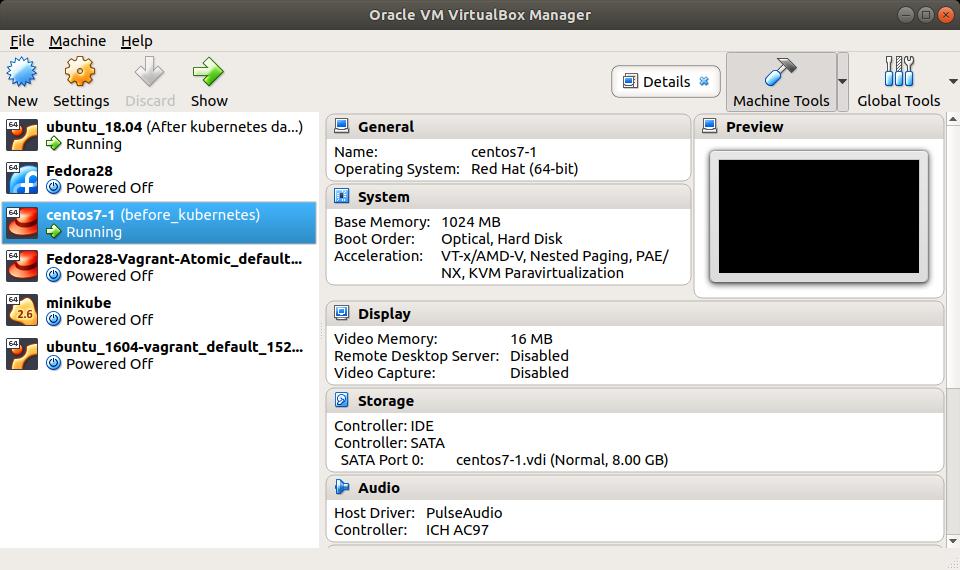 Oracle VM VirtualBox Manager
File Machine Help
New Settings Discard Show Details Machine Tools Global Tools
64 ubuntu_18.04 (After kubernetes da...)
Running
64 Fedora28
Powered Off
64 centos7-1 (before_kubernetes)
Running
64 Fedora28-Vagrant-Atomic_default...
Powered Off
64 minikube
2.6 Powered Off
64 ubuntu_1604-vagrant_default_152...
Powered Off
General
Name: centos7-1
Operating System: Red Hat (64-bit)
Preview
System
Base Memory: 1024 MB
Boot Order: Optical, Hard Disk
Acceleration: VT-x/AMD-V, Nested Paging, PAE/
NX, KVM Paravirtualization
Display
Video Memory: 16 MB
Remote Desktop Server: Disabled
Video Capture: Disabled
Storage
Controller: IDE
Controller: SATA
SATA Port 0: centos7-1.vdi (Normal, 8.00 GB)
Audio
Host Driver: PulseAudio
Controller: ICH AC97